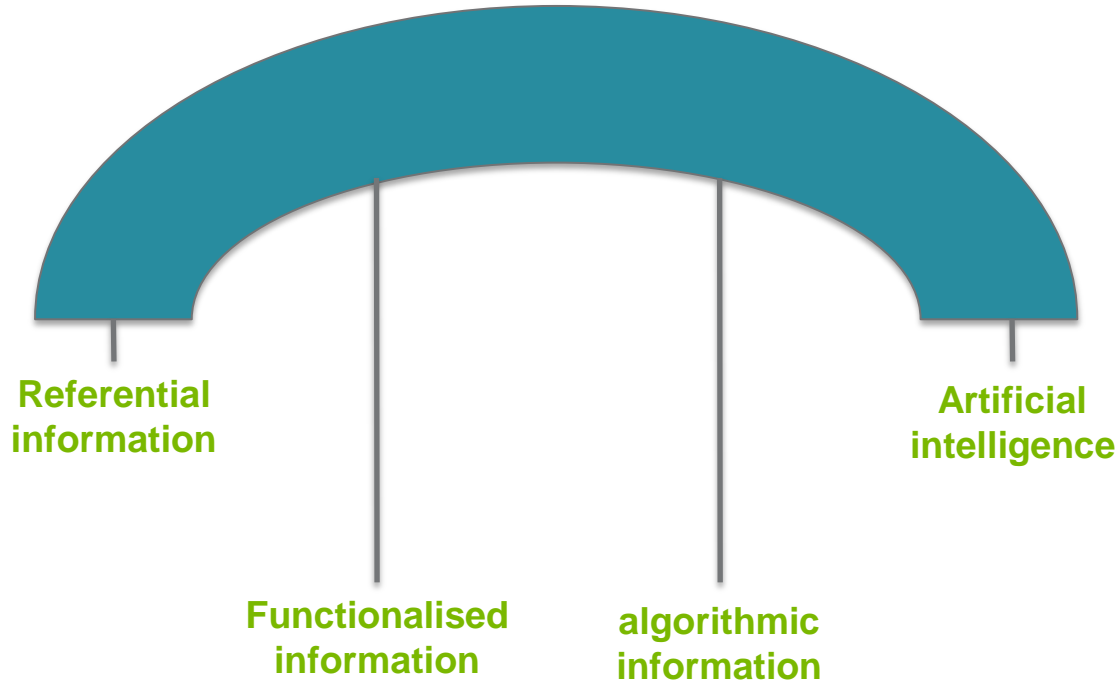 Referential
information
Functionalised
information
algorithmic
information
Artificial
intelligence